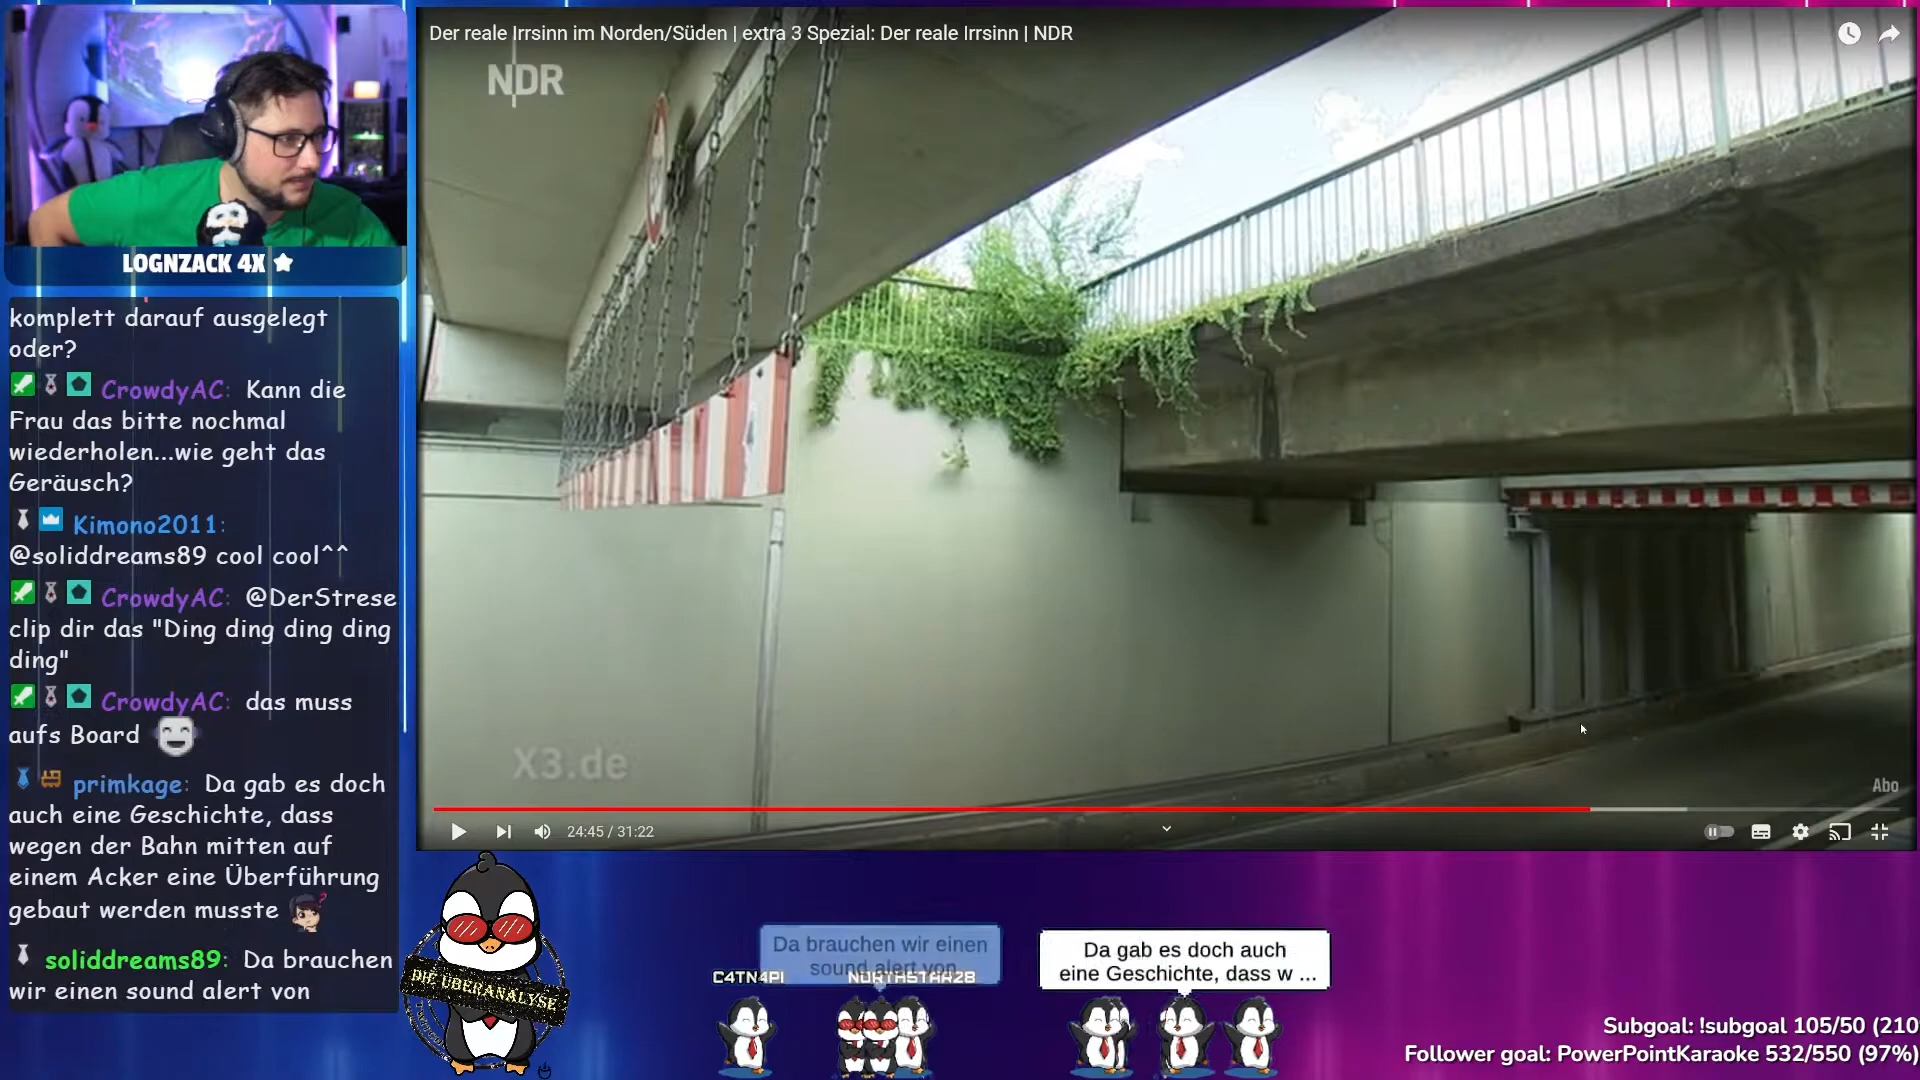 Der reale Irrsinn im Norden/Süden | extra 3 Spezial: Der reale Irrsinn | NDR
NDR
LOGNZACK 4X
komplett darauf ausgelegt
oder?
CrowdyAC: Kann die
Frau das bitte nochmal
wiederholen...wie geht das
Geräusch?
Kimono2011:
@soliddreams89 cool cool^^
CrowdyAC: @DerStrese
clip dir das "Ding ding ding ding
ding"
CrowdyAC: das muss
aufs Board
primkage: Da gab es doch
auch eine Geschichte, dass
wegen der Bahn mitten auf
einem Acker eine Überführung
gebaut werden musste
soliddreams89: Da brauchen
wir einen sound alert von
X3.de
Abo
24:45 / 31:22
DIE ÜBERANALYSE
Da brauchen wir einen
sound alert von
C4TN4PI
NORTHSTAR28
Da gab es doch auch
eine Geschichte, dass w ...
Subgoal: !subgoal 105/50 (210
Follower goal: PowerPointKaraoke 532/550 (97%)